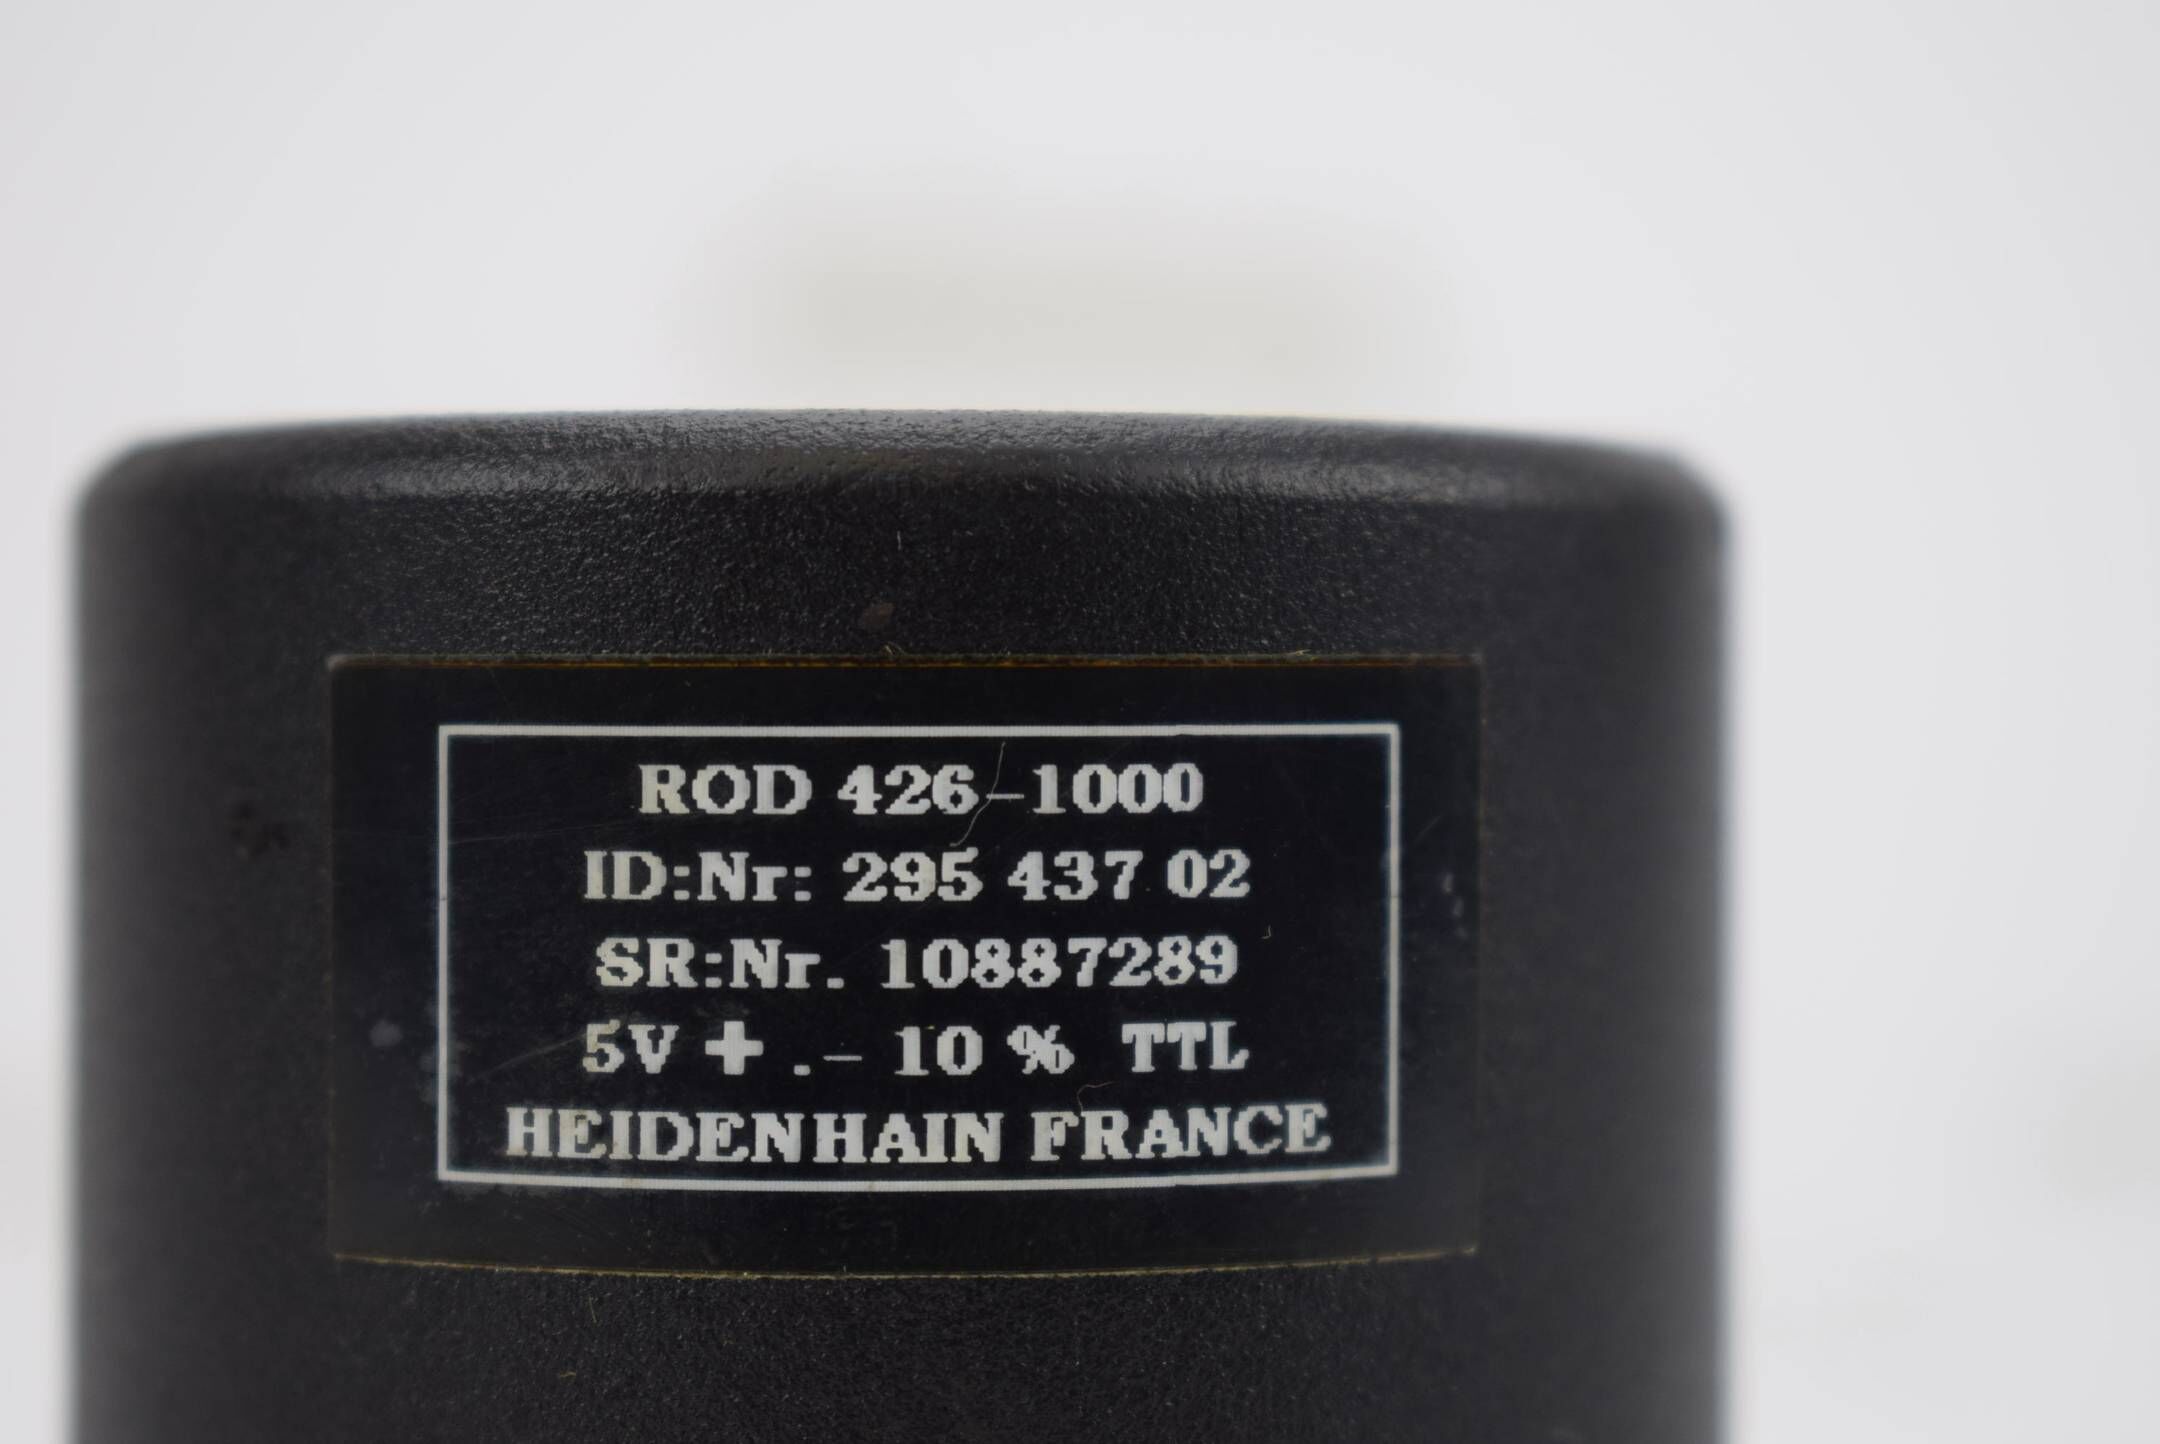 ROD 426-1000
ID:Nr: 295 437 02
SR:Nr. 10887289
5V + .- 10 % TTL
HEIDENHAIN FRANCE